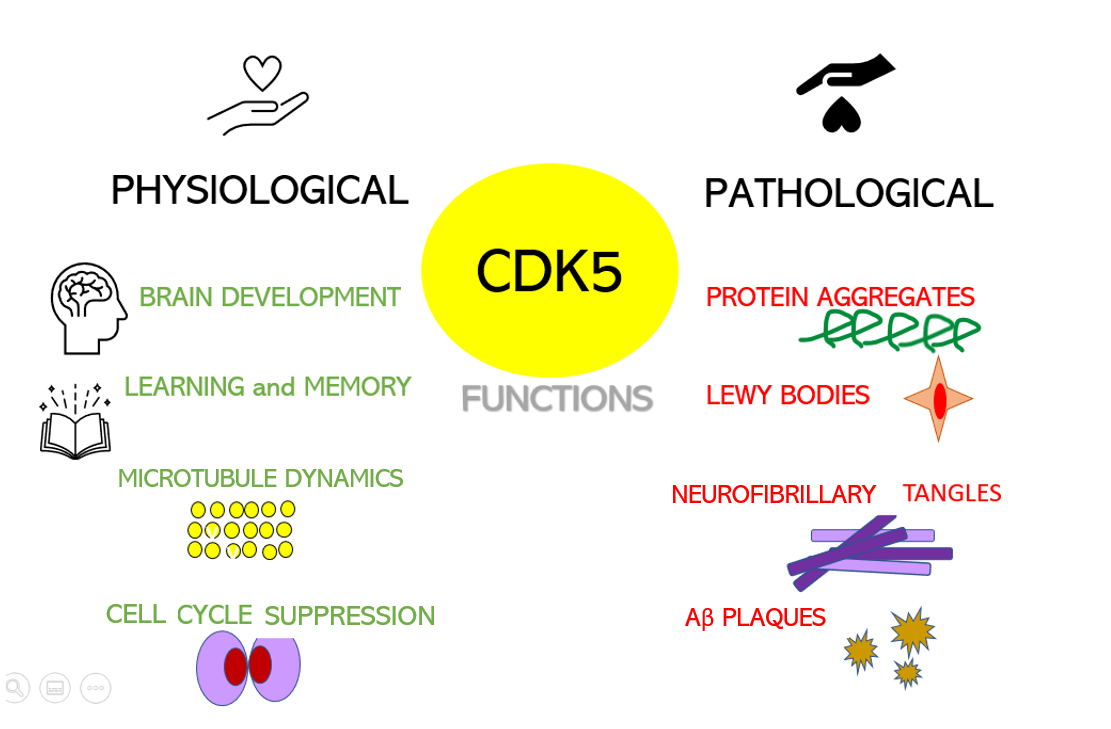 PHYSIOLOGICAL
BRAIN DEVELOPMENT
LEARNING and MEMORY
MICROTUBULE DYNAMICS
CELL CYCLE SUPPRESSION
CDK5
FUNCTIONS
PATHOLOGICAL
PROTEIN AGGREGATES
LEWY BODIES
NEUROFIBRILLARY TANGLES
Aβ PLAQUES